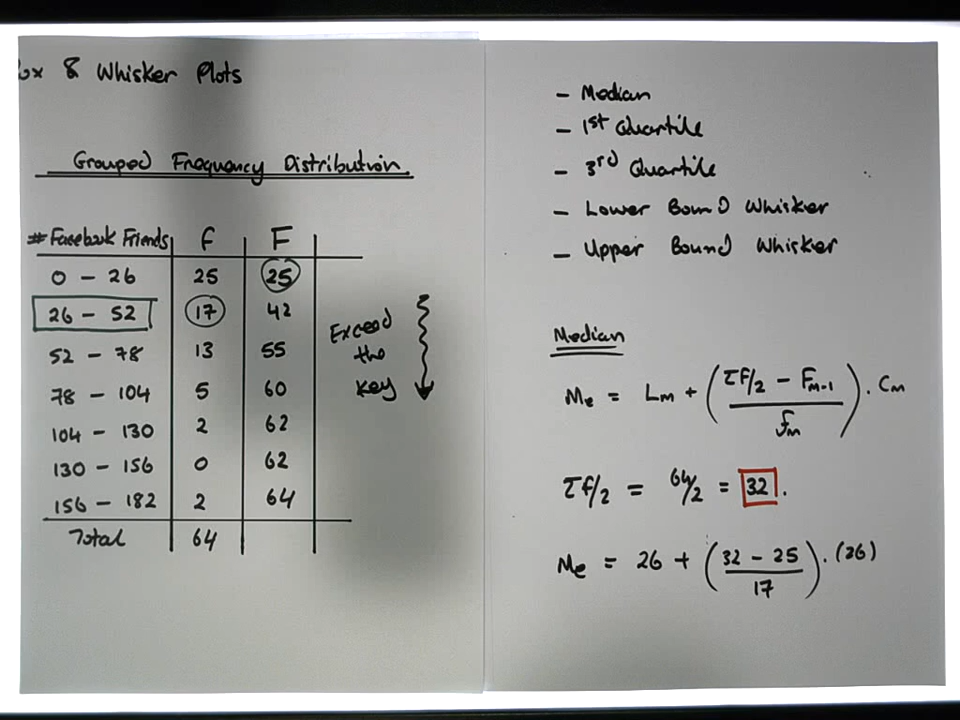 ox & Whisker Plots
Grouped Frequency Distribution
# Facebook Friends f F
0 - 26 25 25
26 - 52 17 42
52 - 78 13 55
78 - 104 5 60
104 - 130 2 62
130 - 156 0 62
156 - 182 2 64
Total 64
Exceed
the
key
- Median
- 1st Quartile
- 3rd Quartile
- Lower Bound Whisker
- Upper Bound Whisker
Median
Me = Lm + (Σf/2 - Fm-1 / fm) . Cm
Σf/2 = 64/2 = 32.
Me = 26 + (32 - 25 / 17) . (26)